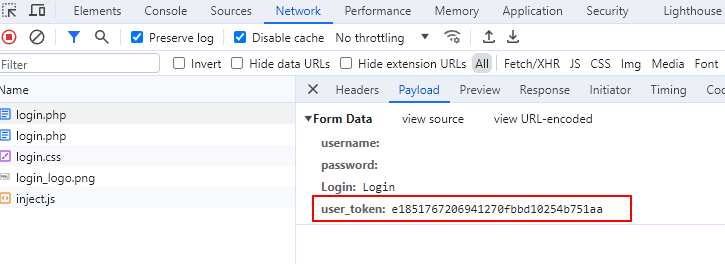 Elements Console Sources Network Performance Memory Application Security Lighthouse
Preserve log Disable cache No throttling
Filter Invert Hide data URLs Hide extension URLs All Fetch/XHR JS CSS Img Media Font
Name Headers Payload Preview Response Initiator Timing Coo
login.php
login.php
login.css
login_logo.png
inject.js
Form Data view source view URL-encoded
username:
password:
Login: Login
user_token: e1851767206941270fbbd10254b751aa